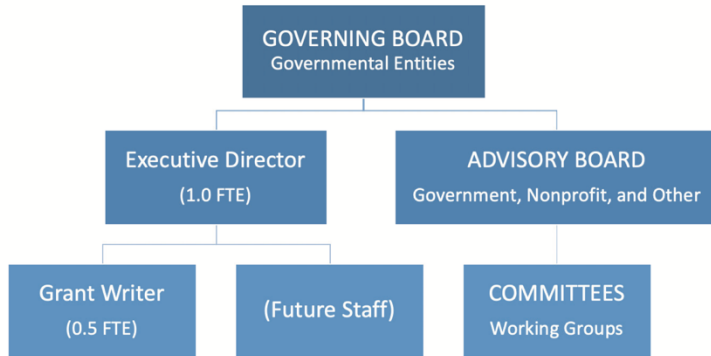 GOVERNING BOARD
Governmental Entities
Executive Director
(1.0 FTE)
ADVISORY BOARD
Government, Nonprofit, and Other
Grant Writer
(0.5 FTE)
(Future Staff)
COMMITTEES
Working Groups